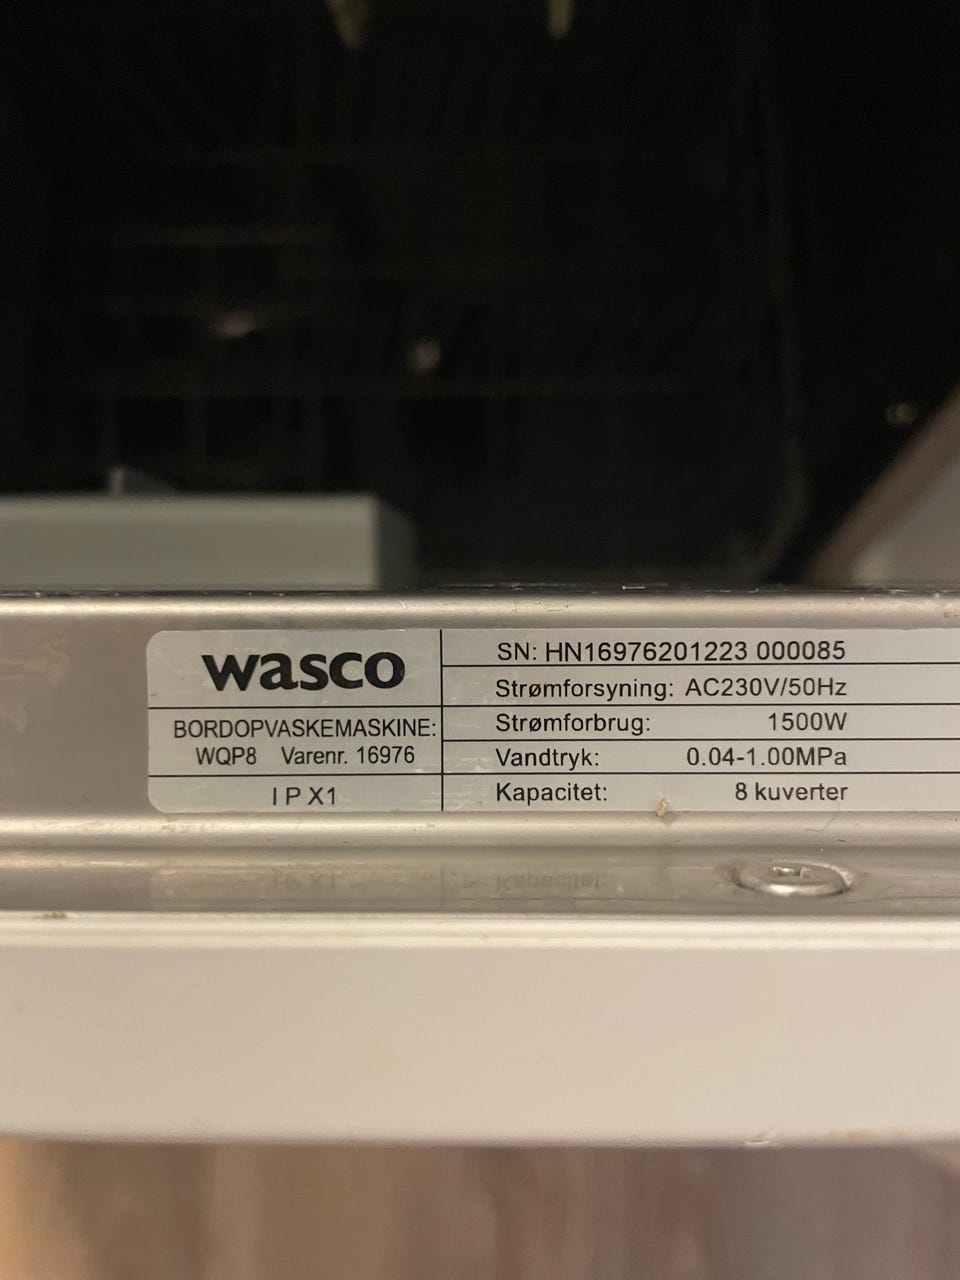 wasco
BORDOPVASKEMASKINE:
WQP8 Varenr. 16976
IPX1
SN: HN16976201223 000085
Strømforsyning: AC230V/50Hz
Strømforbrug: 1500W
Vandtryk: 0.04-1.00MPa
Kapacitet: 8 kuverter